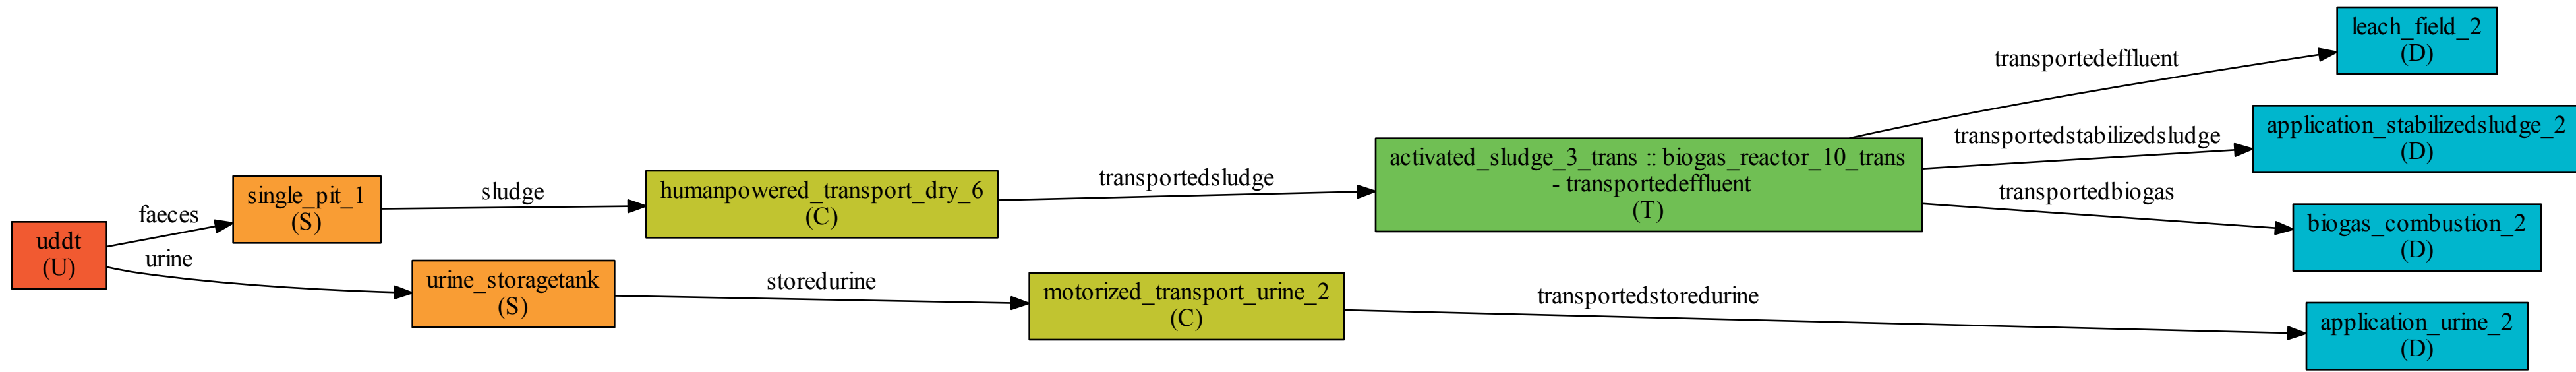 uddt
(U)
faeces
urine
single_pit_1
(S)
urine_storagetank
(S)
sludge
storedurine
humanpowered_transport_dry_6
(C)
motorized_transport_urine_2
(C)
transportedsludge
transportedstoredurine
activated_sludge_3_trans :: biogas_reactor_10_trans
- transportedeffluent
(T)
transportedeffluent
transportedstabilizedsludge
transportedbiogas
leach_field_2
(D)
application_stabilizedsludge_2
(D)
biogas_combustion_2
(D)
application_urine_2
(D)